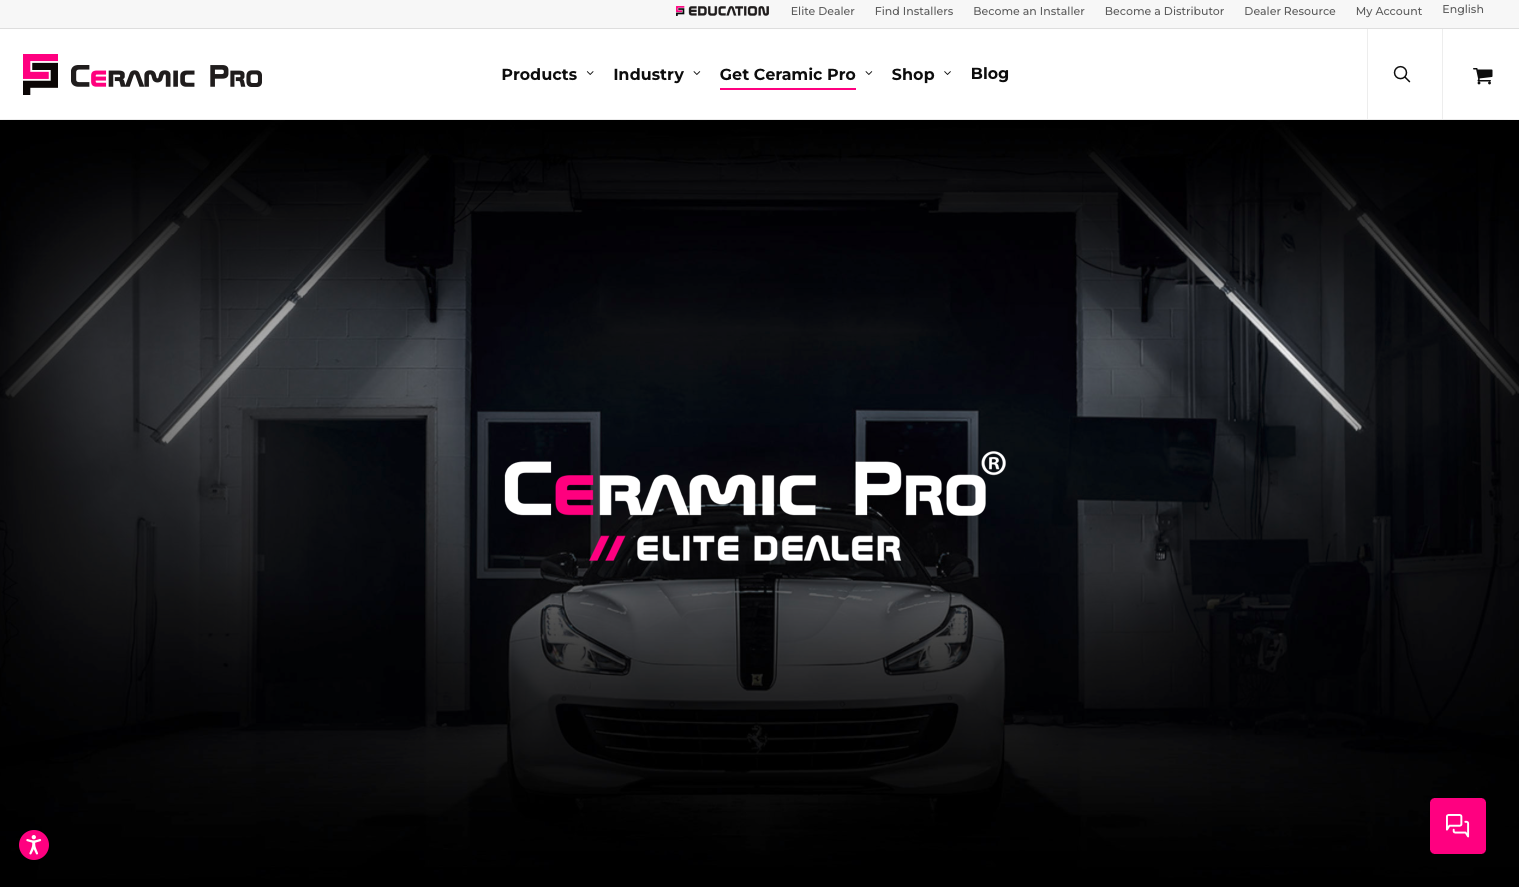 EDUCATION Elite Dealer Find Installers Become an Installer Become a Distributor Dealer Resource My Account English
CERAMIC PRO Products Industry Get Ceramic Pro Shop Blog
CERAMIC PRO®
// ELITE DEALER